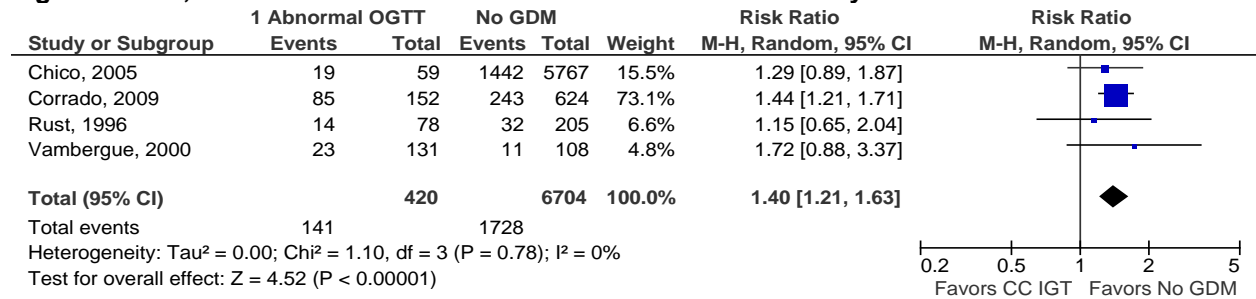 1 Abnormal OGTT No GDM Risk Ratio Risk Ratio
Study or Subgroup Events Total Events Total Weight M-H, Random, 95% CI M-H, Random, 95% CI
Chico, 2005 19 59 1442 5767 15.5% 1.29 [0.89, 1.87]
Corrado, 2009 85 152 243 624 73.1% 1.44 [1.21, 1.71]
Rust, 1996 14 78 32 205 6.6% 1.15 [0.65, 2.04]
Vambergue, 2000 23 131 11 108 4.8% 1.72 [0.88, 3.37]
Total (95% CI) 420 6704 100.0% 1.40 [1.21, 1.63]
Total events 141 1728
Heterogeneity: Tau² = 0.00; Chi² = 1.10, df = 3 (P = 0.78); I² = 0%
Test for overall effect: Z = 4.52 (P < 0.00001)
0.2 0.5 1 2 5
Favors CC IGT Favors No GDM